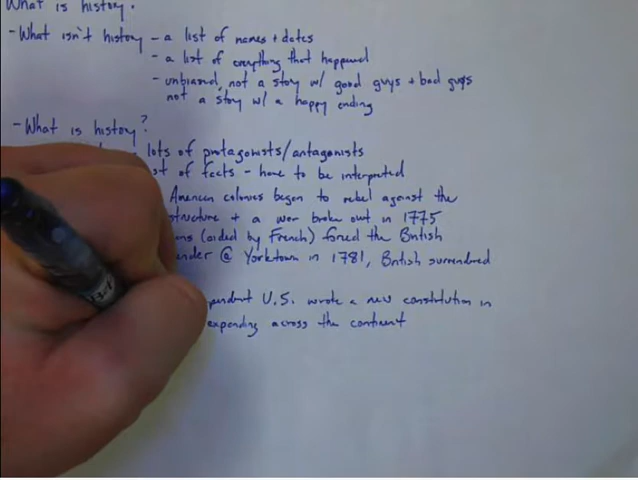 What is history.
- What isn't history - a list of names + dates
- a list of everything that happened
- unbiased, not a story w/ good guys + bad guys
not a story w/ a happy ending
- What is history?
lots of protagonists/antagonists
st of facts - have to be interpreted
American colonies began to rebel against the
structure + a war broke out in 1775
ans (aided by French) forced the British
ender @ Yorktown in 1781, British surrendered
pendent U.S. wrote a new constitution in
expanding across the continent